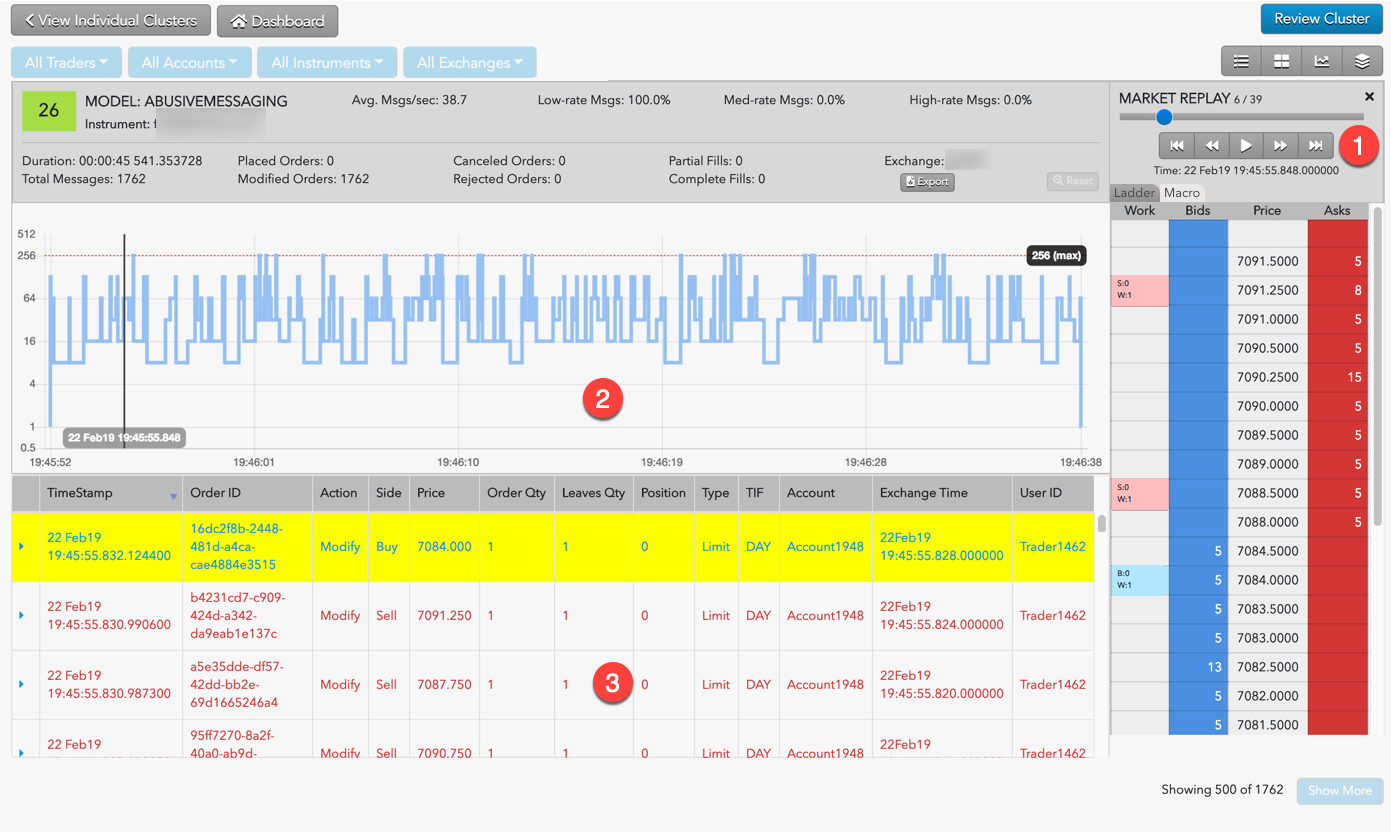 View Individual Clusters
Dashboard
Review Cluster
All Traders
All Accounts
All Instruments
All Exchanges
26
MODEL: ABUSIVEMESSAGING
Avg. Msgs/sec: 38.7
Low-rate Msgs: 100.0%
Med-rate Msgs: 0.0%
High-rate Msgs: 0.0%
Instrument:
Duration: 00:00:45 541.353728
Placed Orders: 0
Canceled Orders: 0
Partial Fills: 0
Exchange:
Total Messages: 1762
Modified Orders: 1762
Rejected Orders: 0
Complete Fills: 0
Export
Reset
MARKET REPLAY 6 / 39
1
Time: 22 Feb19 19:45:55.848.000000
Ladder Macro
Work Bids Price Asks
7091.5000 5
S:0
W:1
7091.2500 8
7091.0000 5
7090.5000 5
7090.2500 15
7090.0000 5
7089.5000 5
7089.0000 5
S:0
W:1
7088.5000 5
7088.0000 5
5 7084.5000
B:0
W:1
5 7084.0000
5 7083.5000
5 7083.0000
13 7082.5000
5 7082.0000
5 7081.5000
512
256
64
16
4
1
0.5
256 (max)
2
22 Feb19 19:45:55.848
19:45:52 19:46:01 19:46:10 19:46:19 19:46:28 19:46:38
TimeStamp Order ID Action Side Price Order Qty Leaves Qty Position Type TIF Account Exchange Time User ID
22 Feb19
19:45:55.832.124400
16dc2f8b-2448-
481d-a4ca-
cae4884e3515
Modify Buy 7084.000 1 1 0 Limit DAY Account1948
22Feb19
19:45:55.828.000000
Trader1462
22 Feb19
19:45:55.830.990600
b4231cd7-c909-
424d-a342-
da9eab1e137c
Modify Sell 7091.250 1 1 0 Limit DAY Account1948
22Feb19
19:45:55.824.000000
Trader1462
22 Feb19
19:45:55.830.987300
a5e35dde-df57-
42dd-bb2e-
69d1665246a4
Modify Sell 7087.750 1 1 0 Limit DAY Account1948
22Feb19
19:45:55.820.000000
Trader1462
3
22 Feb19
95ff7270-8a2f-
40a0-ab9d-
Modify Sell 7090.750 1 1 0 Limit DAY Account1948
22Feb19
Trader1462
Showing 500 of 1762
Show More